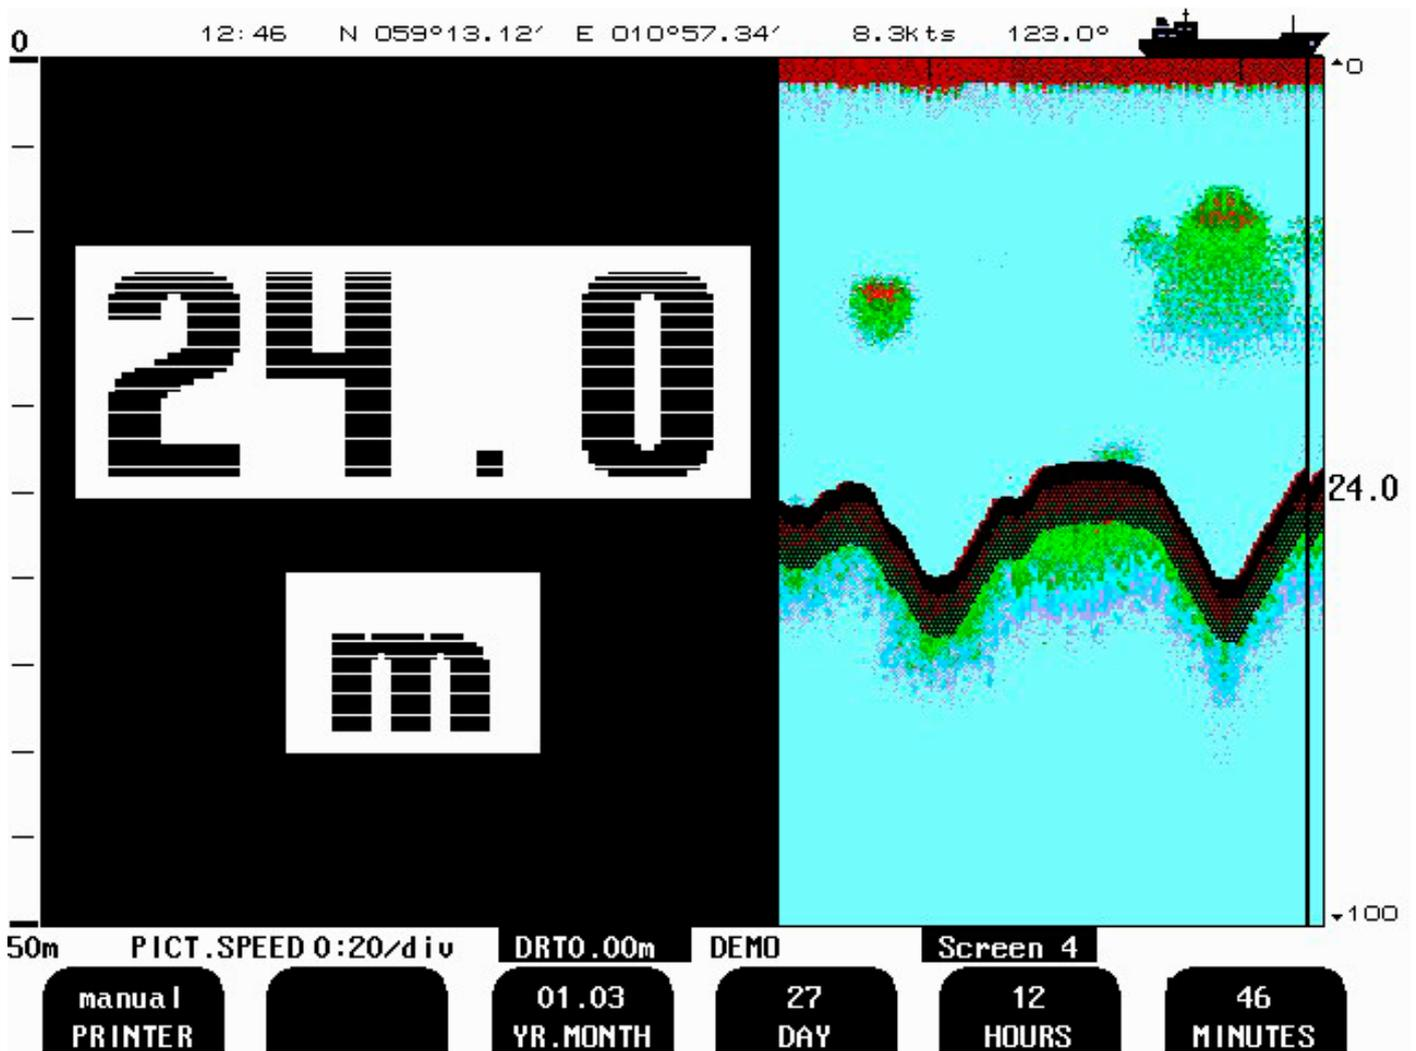 12:46 N 059°13.12′ E 010°57.34′ 8.3kts 123.0°
0
0
24.0
24.0
m
100
50m PICT.SPEED 0:20/div DRT0.00m DEMO Screen 4
manual 01.03 27 12 46
PRINTER YR.MONTH DAY HOURS MINUTES